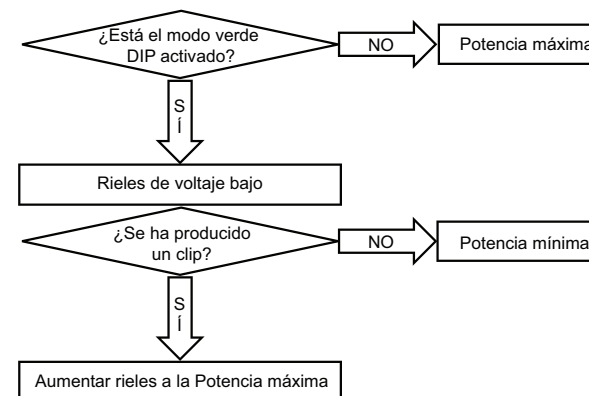 ¿Está el modo verde
DIP activado?
NO
Potencia máxima
S
Í
Rieles de voltaje bajo
¿Se ha producido
un clip?
NO
Potencia mínima
S
Í
Aumentar rieles a la Potencia máxima